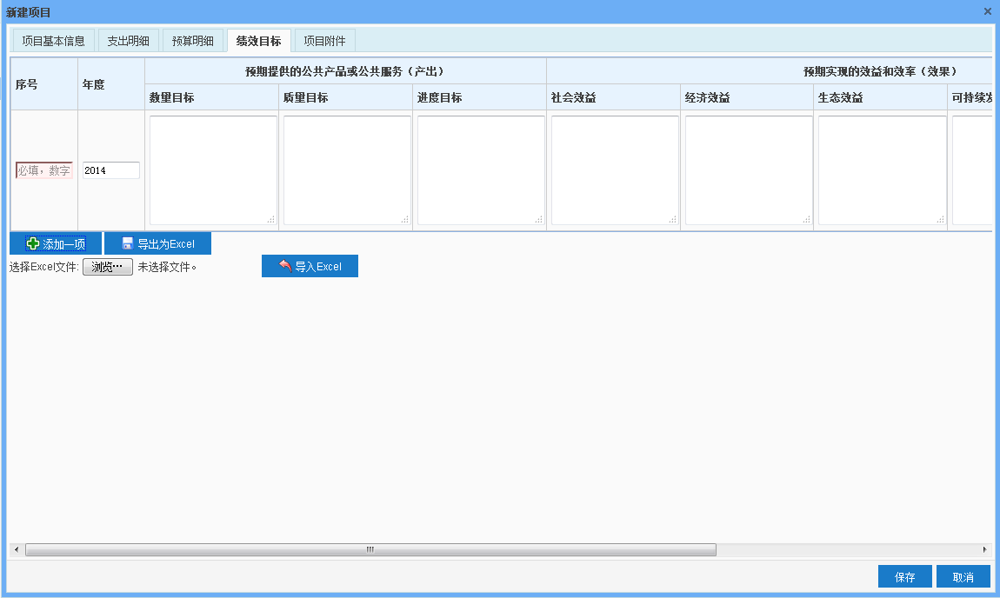 新建项目
项目基本信息 支出明细 预算明细 绩效目标 项目附件
序号 年度 预期提供的公共产品或公共服务（产出） 预期实现的效益和效率（效果）
数量目标 质量目标 进度目标 社会效益 经济效益 生态效益 可持续发
必填，数字 2014
添加一项 导出为Excel
选择Excel文件: 浏览… 未选择文件。 导入Excel
保存 取消